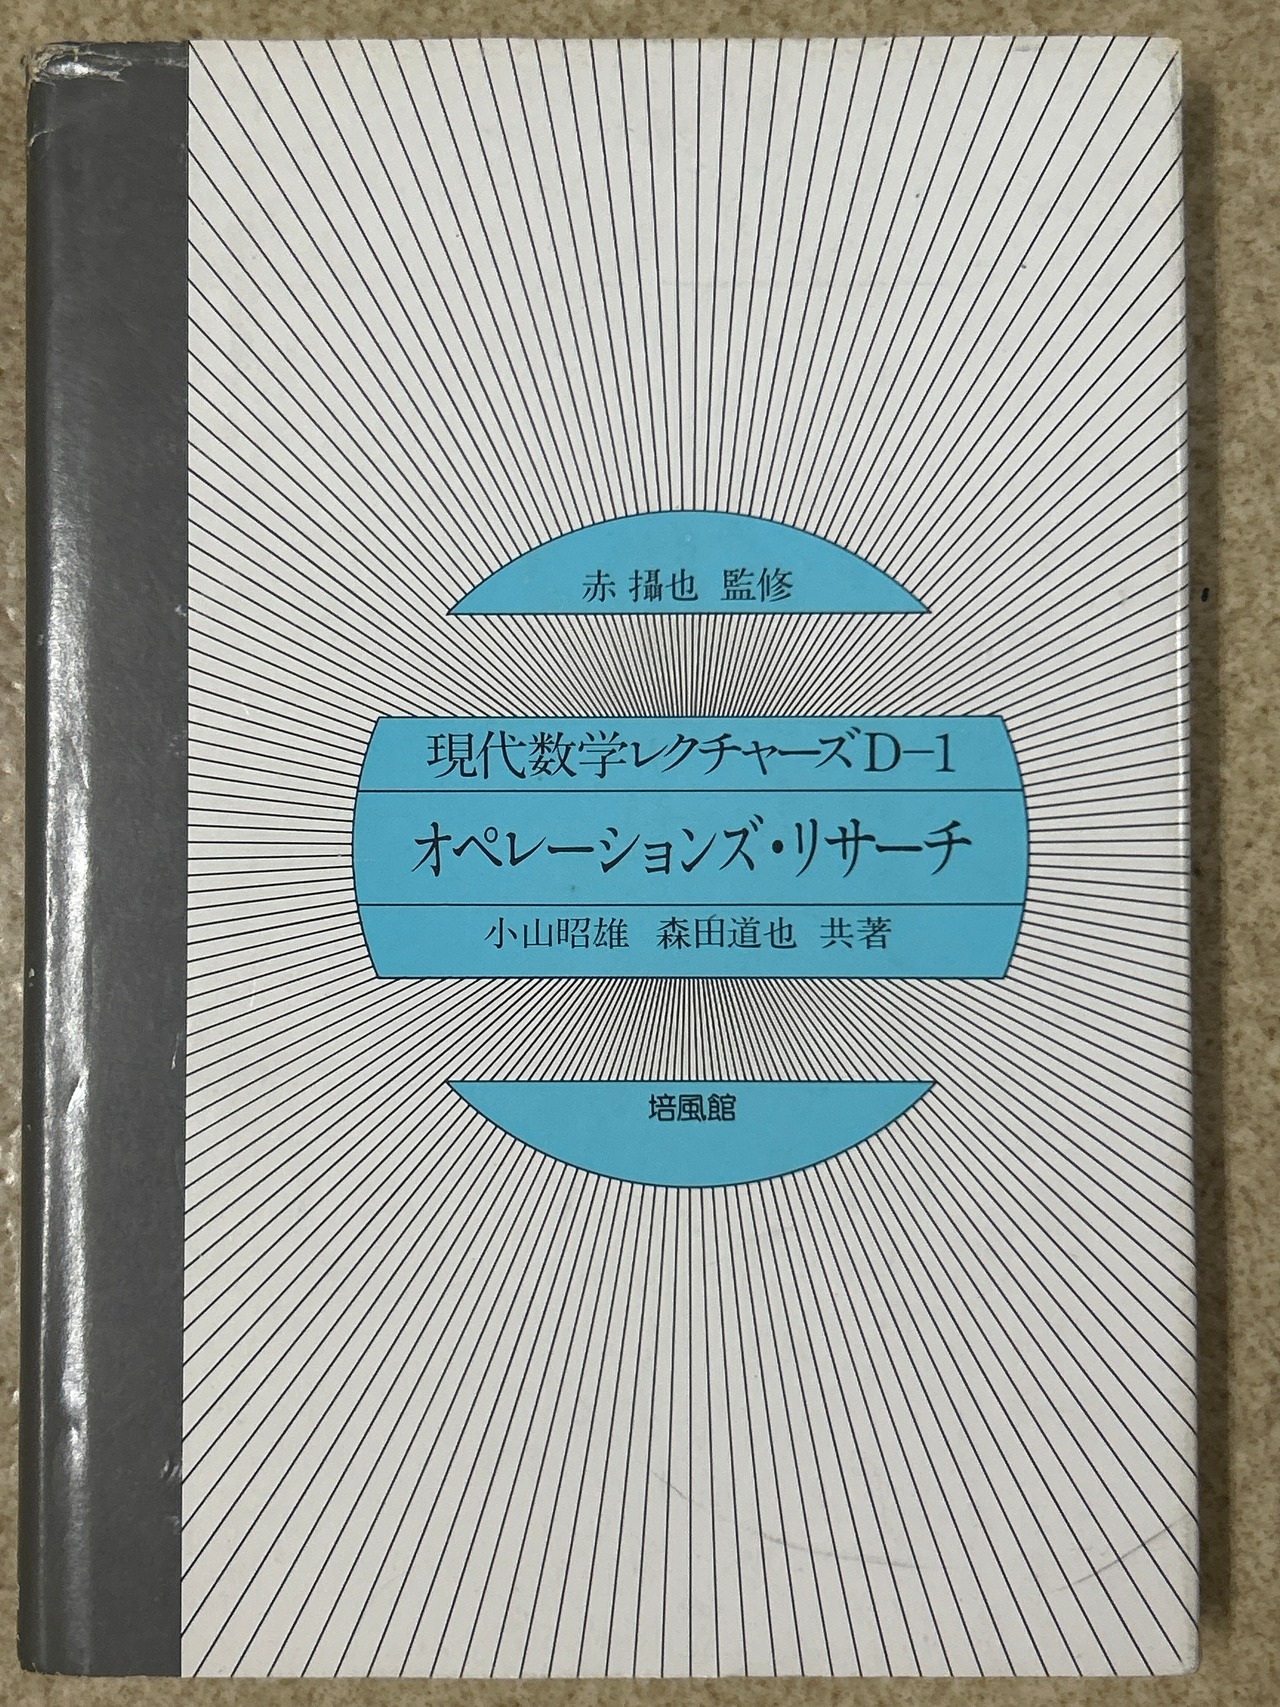 赤 攝也 監修
現代数学レクチャーズD-1
オペレーションズ・リサーチ
小山昭雄 森田道也 共著
培風館